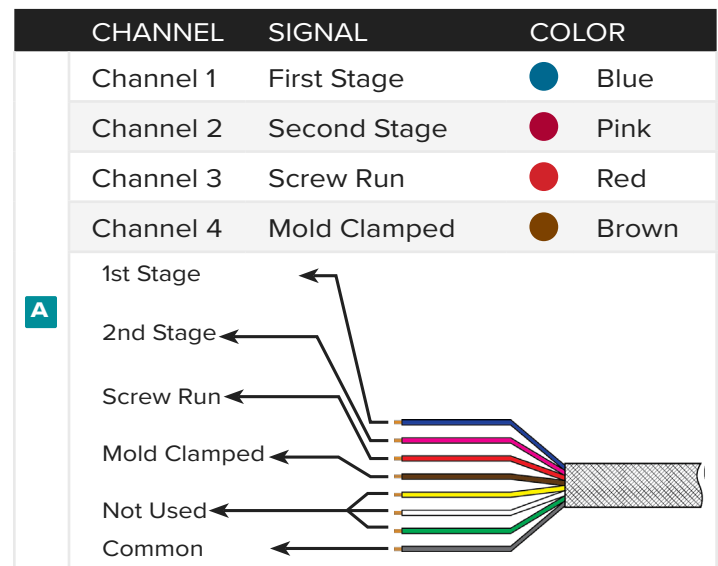 CHANNEL SIGNAL COLOR
Channel 1 First Stage Blue
Channel 2 Second Stage Pink
Channel 3 Screw Run Red
Channel 4 Mold Clamped Brown
A
1st Stage
2nd Stage
Screw Run
Mold Clamped
Not Used
Common